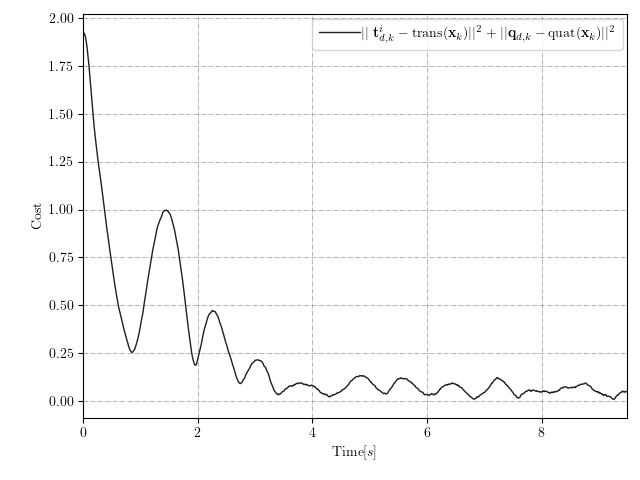 || t^i_{d,k} − trans(x_k)||^2 + ||q_{d,k} − quat(x_k)||^2
2.00
1.75
1.50
1.25
1.00
0.75
0.50
0.25
0.00
Cost
0 2 4 6 8
Time[s]